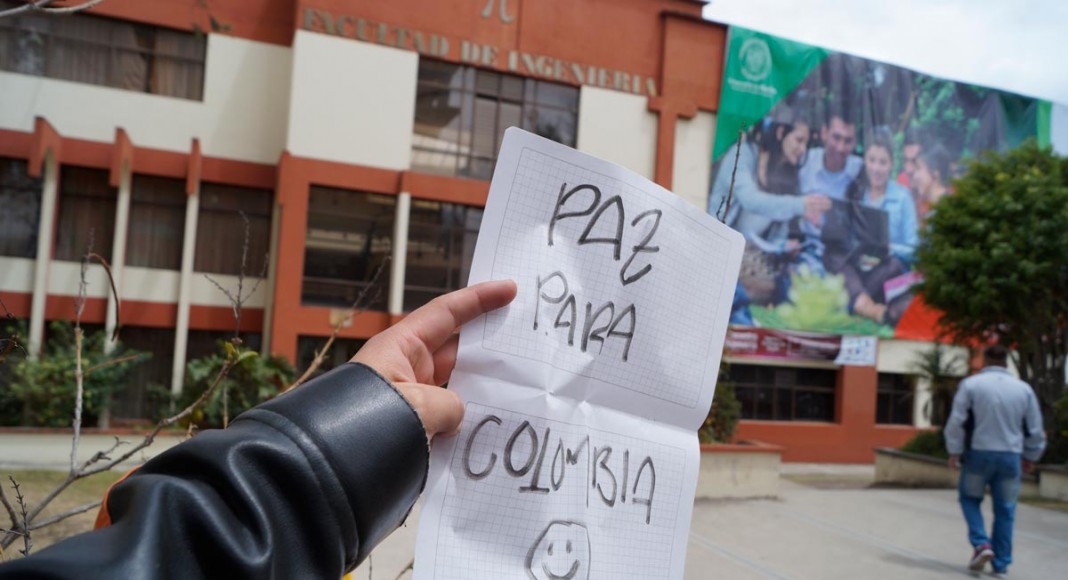 FACULTAD DE INGENIERIA
PAZ
PARA
COLOMBIA